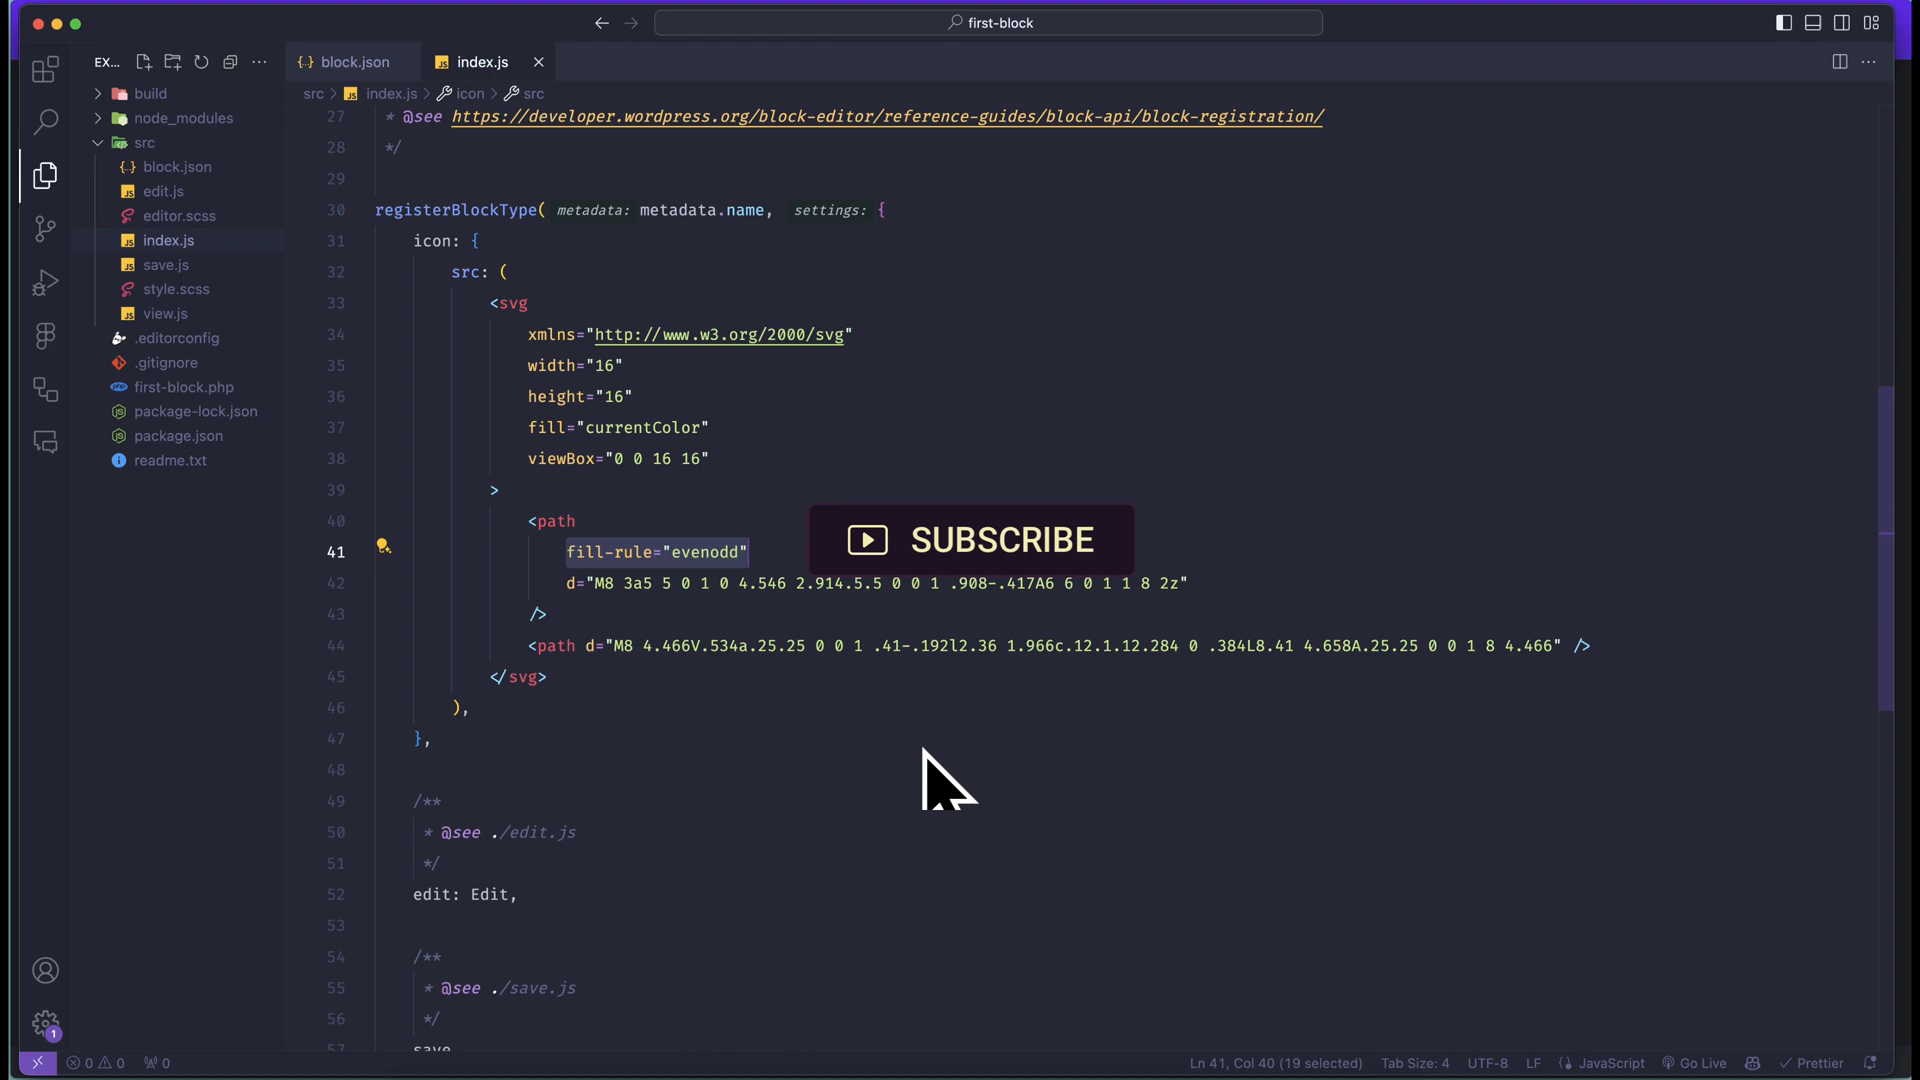 first-block
EX...
{..} block.json
JS index.js
src > JS index.js > icon > src
build
node_modules
src
{..} block.json
JS edit.js
editor.scss
JS index.js
JS save.js
style.scss
JS view.js
.editorconfig
.gitignore
php first-block.php
package-lock.json
package.json
readme.txt
27 * @see https://developer.wordpress.org/block-editor/reference-guides/block-api/block-registration/
28 */
29
30 registerBlockType( metadata: metadata.name, settings: {
31 icon: {
32 src: (
33 <svg
34 xmlns="http://www.w3.org/2000/svg"
35 width="16"
36 height="16"
37 fill="currentColor"
38 viewBox="0 0 16 16"
39 >
40 <path
41 fill-rule="evenodd"
SUBSCRIBE
42 d="M8 3a5 5 0 1 0 4.546 2.914.5.5 0 0 1 .908-.417A6 6 0 1 1 8 2z"
43 />
44 <path d="M8 4.466V.534a.25.25 0 0 1 .41-.192l2.36 1.966c.12.1.12.284 0 .384L8.41 4.658A.25.25 0 0 1 8 4.466" />
45 </svg>
46 ),
47 },
48
49 /**
50 * @see ./edit.js
51 */
52 edit: Edit,
53
54 /**
55 * @see ./save.js
56 */
57 save
1
0 0 0
Ln 41, Col 40 (19 selected) Tab Size: 4 UTF-8 LF {} JavaScript Go Live Prettier